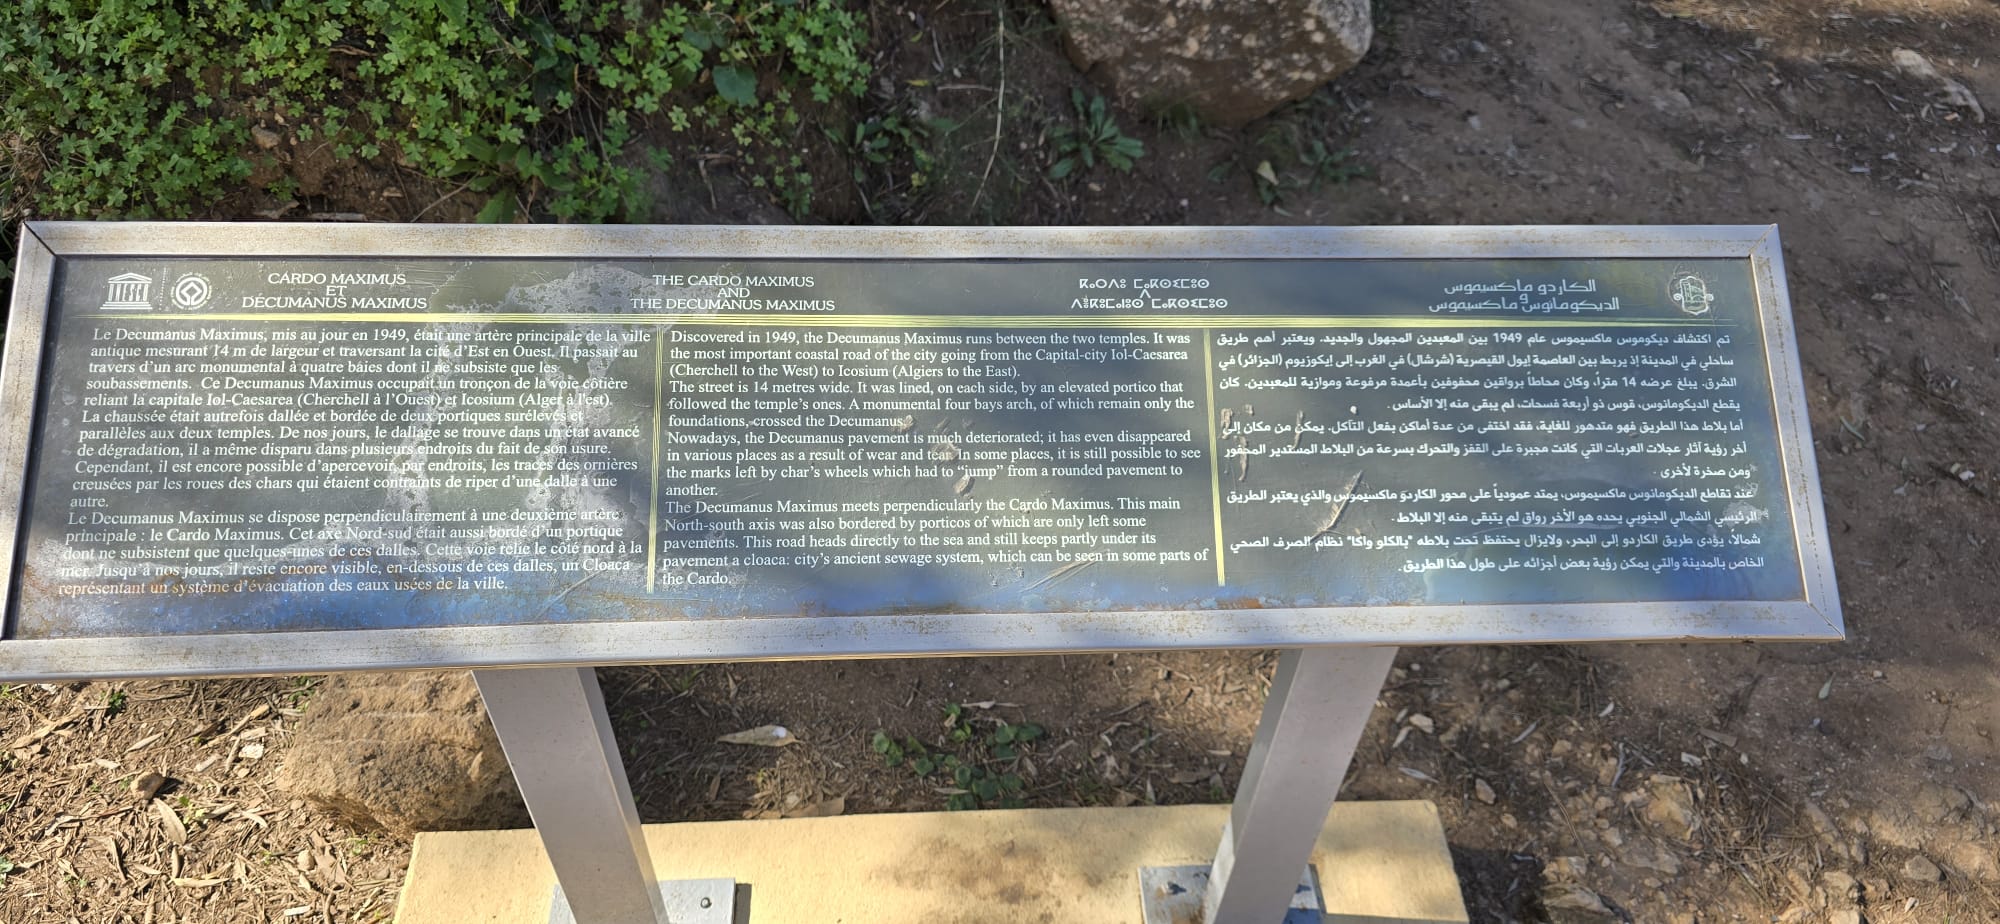 CARDO MAXIMUS
ET
DÉCUMANUS MAXIMUS
Le Decumanus Maximus, mis au jour en 1949, était une artère principale de la ville
antique mesurant 14 m de largeur et traversant la cité d'Est en Ouest. Il passait au
travers d'un arc monumental à quatre baies dont il ne subsiste que les
soubassements. Ce Decumanus Maximus occupait un tronçon de la voie côtière
reliant la capitale Iol-Caesarea (Cherchell à l'Ouest) et Icosium (Alger à l'est).
La chaussée était autrefois dallée et bordée de deux portiques surélevés et
parallèles aux deux temples. De nos jours, le dallage se trouve dans un état avancé
de dégradation, il a même disparu dans plusieurs endroits du fait de son usure.
Cependant, il est encore possible d'apercevoir, par endroits, les traces des ornières
creusées par les roues des chars qui étaient contraints de riper d'une dalle à une
autre.
Le Decumanus Maximus se dispose perpendiculairement à une deuxième artère
principale : le Cardo Maximus. Cet axe Nord-sud était aussi bordé d'un portique
dont ne subsistent que quelques-unes de ces dalles. Cette voie relie le côté nord à la
mer. Jusqu'à nos jours, il reste encore visible, en-dessous de ces dalles, un Cloaca
représentant un système d'évacuation des eaux usées de la ville.
THE CARDO MAXIMUS
AND
THE DECUMANUS MAXIMUS
Discovered in 1949, the Decumanus Maximus runs between the two temples. It was
the most important coastal road of the city going from the Capital-city Iol-Caesarea
(Cherchell to the West) to Icosium (Algiers to the East).
The street is 14 metres wide. It was lined, on each side, by an elevated portico that
followed the temple's ones. A monumental four bays arch, of which remain only the
foundations, crossed the Decumanus.
Nowadays, the Decumanus pavement is much deteriorated; it has even disappeared
in various places as a result of wear and tear. In some places, it is still possible to see
the marks left by char's wheels which had to “jump” from a rounded pavement to
another.
The Decumanus Maximus meets perpendicularly the Cardo Maximus. This main
North-south axis was also bordered by porticos of which are only left some
pavements. This road heads directly to the sea and still keeps partly under its
pavement a cloaca: city's ancient sewage system, which can be seen in some parts of
the Cardo.
ⴽⴰⵔⴷⵓ ⵎⴰⴽⵙⵉⵎⵓⵙ
ⴷ
ⴷⵓⴽⵓⵎⴰⵏⵓⵙ ⵎⴰⴽⵙⵉⵎⵓⵙ
الكاردو ماكسيموس
و
الديكومانوس ماكسيموس
تم اكتشاف ديكوموس ماكسيموس عام 1949 بين المعبدين المجهول والجديد. ويعتبر أهم طريق
ساحلي في المدينة إذ يربط بين العاصمة إيول القيصرية (شرشال) في الغرب إلى إيكوزيوم (الجزائر) في
الشرق. يبلغ عرضه 14 متراً، وكان محاطاً برواقين محفوفين بأعمدة مرفوعة وموازية للمعبدين. كان
يقطع الديكومانوس، قوس ذو أربعة فسحات، لم يبقى منه إلا الأساس.
أما بلاط هذا الطريق فهو متدهور للغاية، فقد اختفى من عدة أماكن بفعل التآكل. يمكن من مكان إلى
آخر رؤية آثار عجلات العربات التي كانت مجبرة على القفز والتحرك بسرعة من البلاط المستدير المحفور
ومن صخرة لأخرى.
عند تقاطع الديكومانوس ماكسيموس، يمتد عمودياً على محور الكاردو ماكسيموس والذي يعتبر الطريق
الرئيسي الشمالي الجنوبي يحده هو الآخر رواق لم يتبقى منه إلا البلاط.
شمالاً، يؤدي طريق الكاردو إلى البحر، ولايزال يحتفظ تحت بلاطه "بالكلو واكا" نظام الصرف الصحي
الخاص بالمدينة والتي يمكن رؤية بعض أجزائه على طول هذا الطريق.